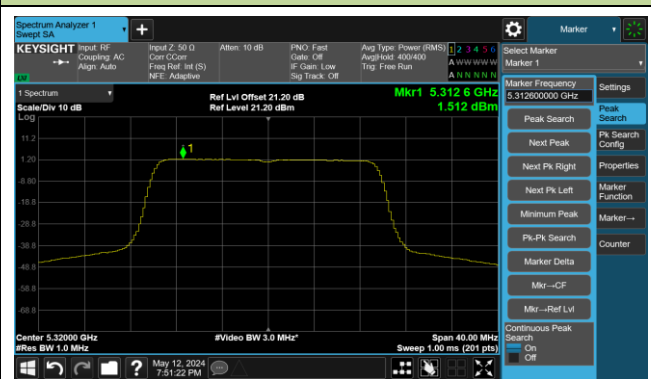 Spectrum Analyzer 1
Swept SA
Marker
KEYSIGHT
Input: RF
Coupling: AC
Align: Auto
Input Z: 50 Ω
Corr CCorr
Freq Ref: Int (S)
NFE: Adaptive
Atten: 10 dB
PNO: Fast
Gate: Off
IF Gain: Low
Sig Track: Off
Avg Type: Power (RMS)
Avg|Hold: 400/400
Trig: Free Run
1 2 3 4 5 6
A W W W W W
A N N N N N
Select Marker
Marker 1
LXI
1 Spectrum
Scale/Div 10 dB
Log
Ref Lvl Offset 21.20 dB
Ref Level 21.20 dBm
Mkr1 5.312 6 GHz
1.512 dBm
11.2
1.20
-8.80
-18.8
-28.8
-38.8
-48.8
-58.8
-68.8
1
Center 5.32000 GHz
#Res BW 1.0 MHz
#Video BW 3.0 MHz*
Span 40.00 MHz
Sweep 1.00 ms (201 pts)
Marker Frequency
5.312600000 GHz
Peak Search
Next Peak
Next Pk Right
Next Pk Left
Minimum Peak
Pk-Pk Search
Marker Delta
Mkr→CF
Mkr→Ref Lvl
Continuous Peak
Search
On
Off
Settings
Peak
Search
Pk Search
Config
Properties
Marker
Function
Marker→
Counter
May 12, 2024
7:51:22 PM